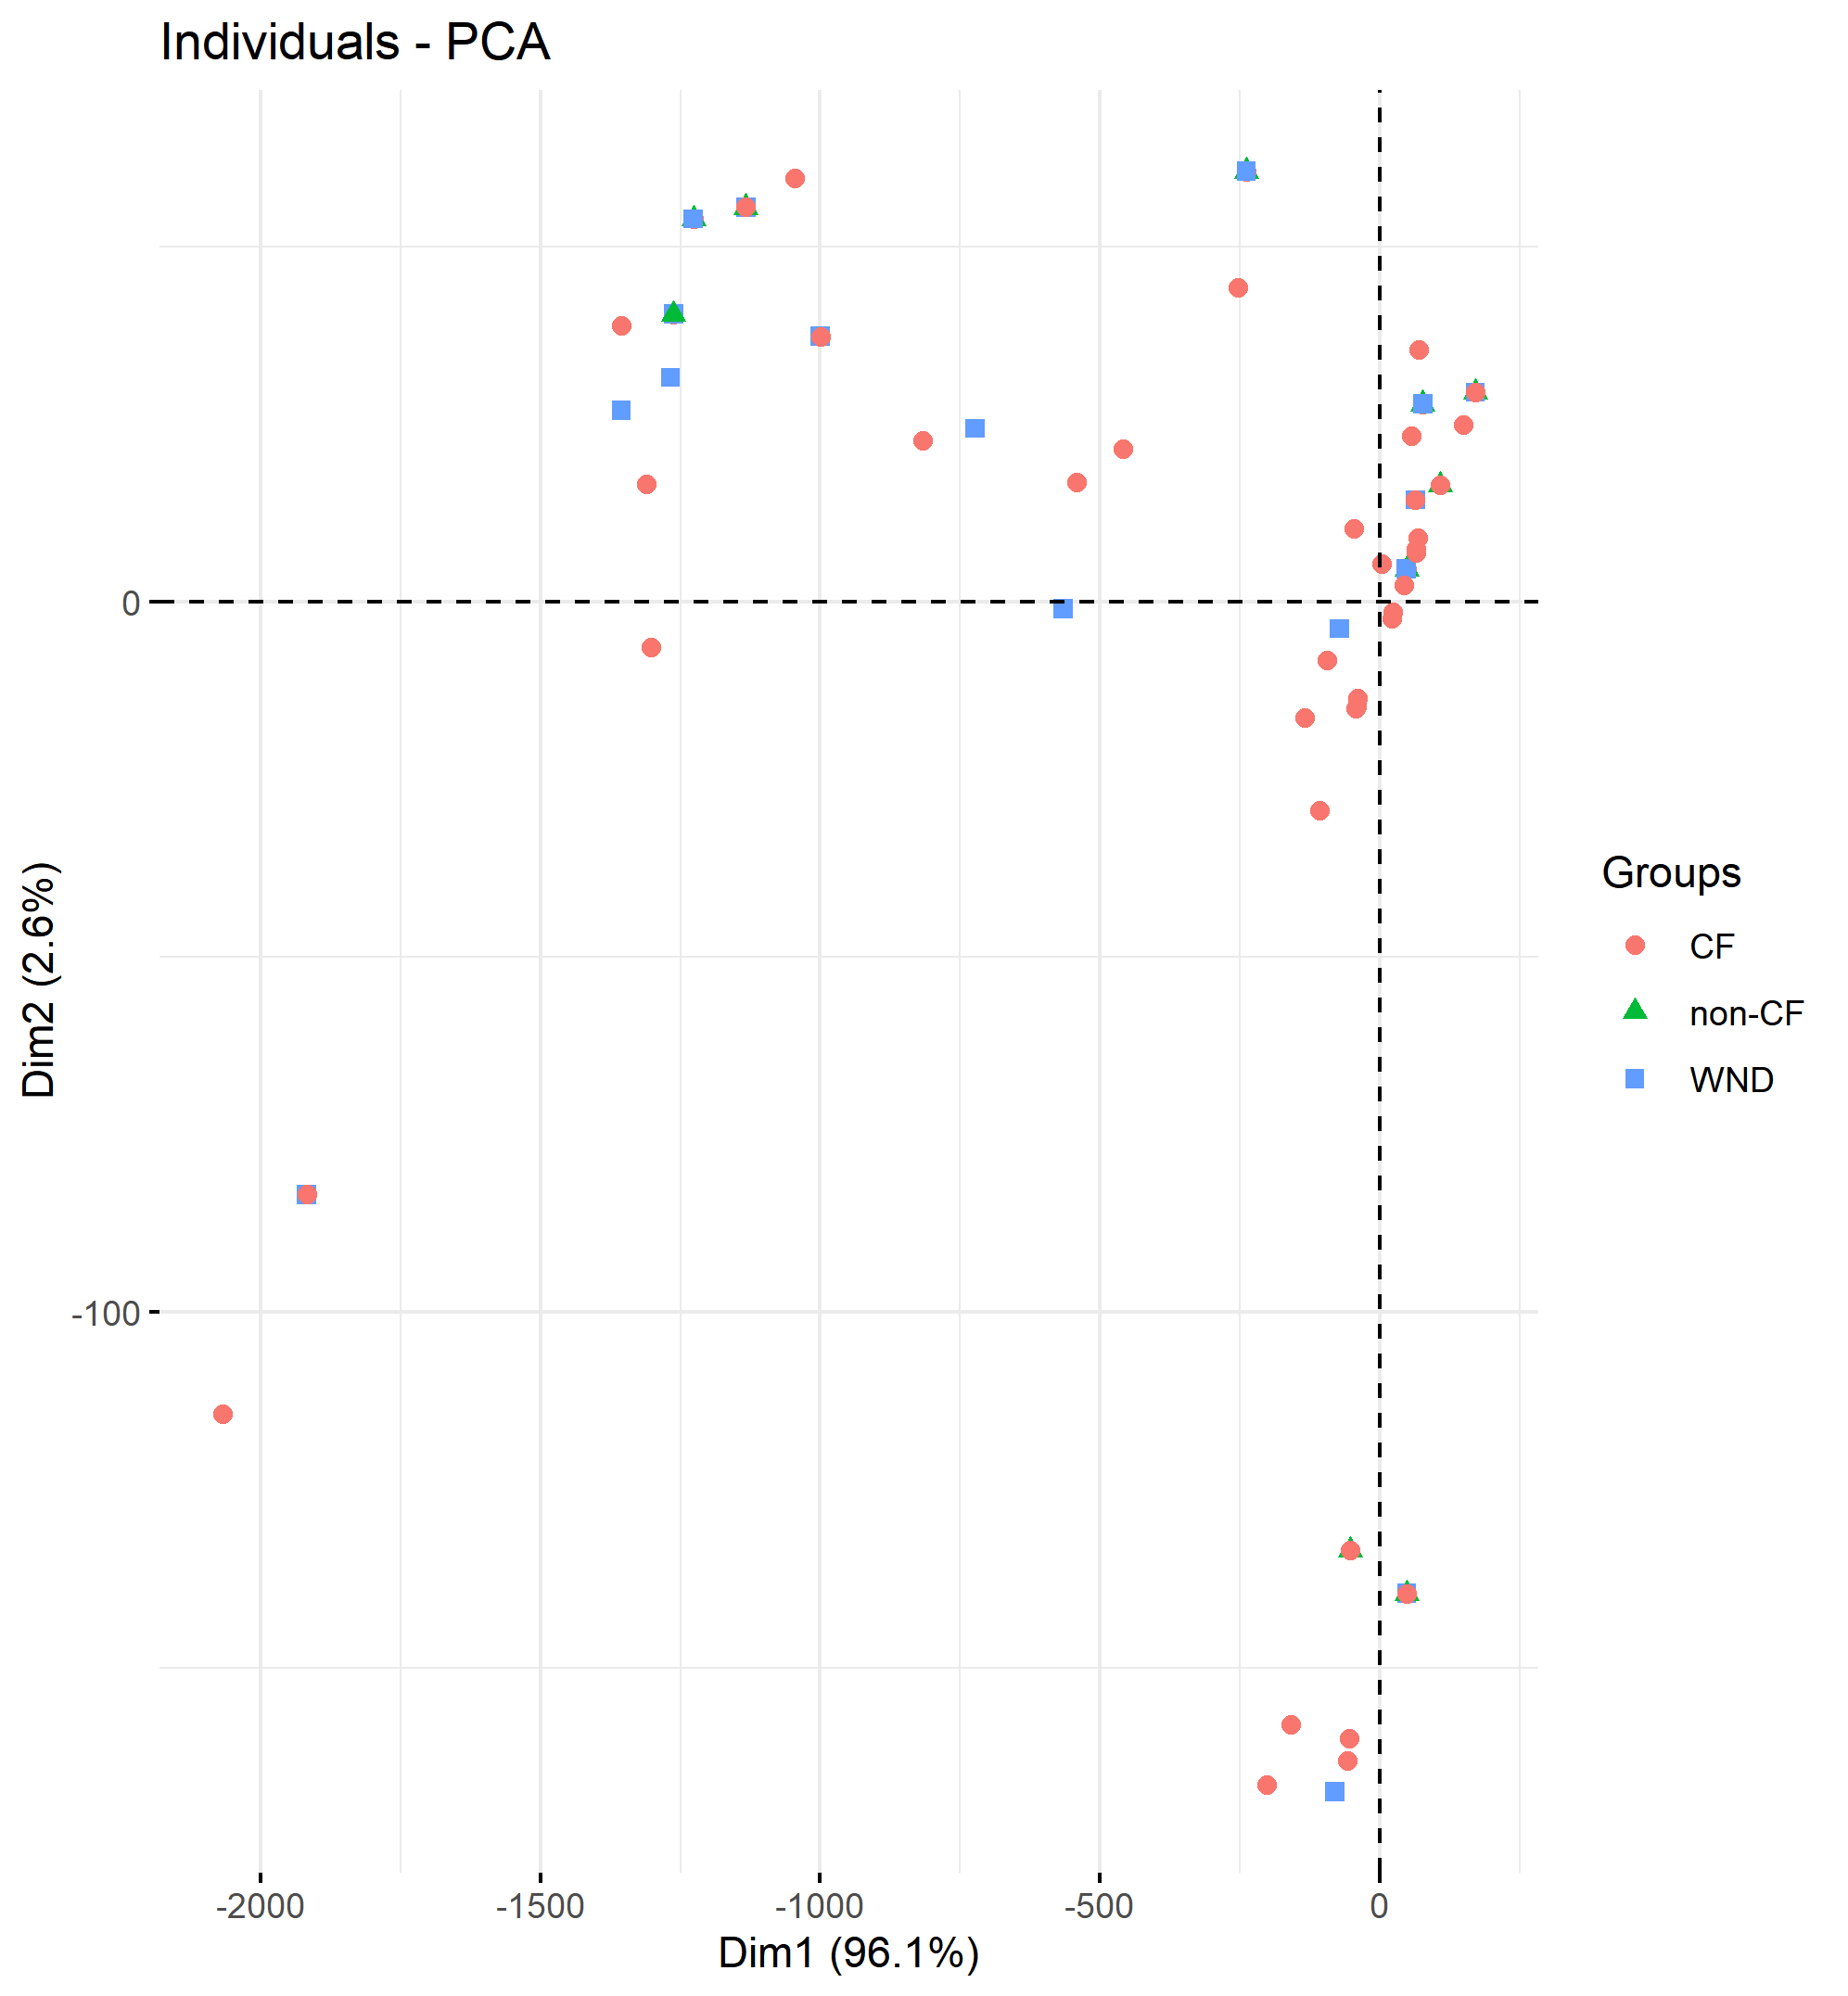 Individuals - PCA
0
-100
Dim2 (2.6%)
-2000 -1500 -1000 -500 0
Dim1 (96.1%)
Groups
CF
non-CF
WND